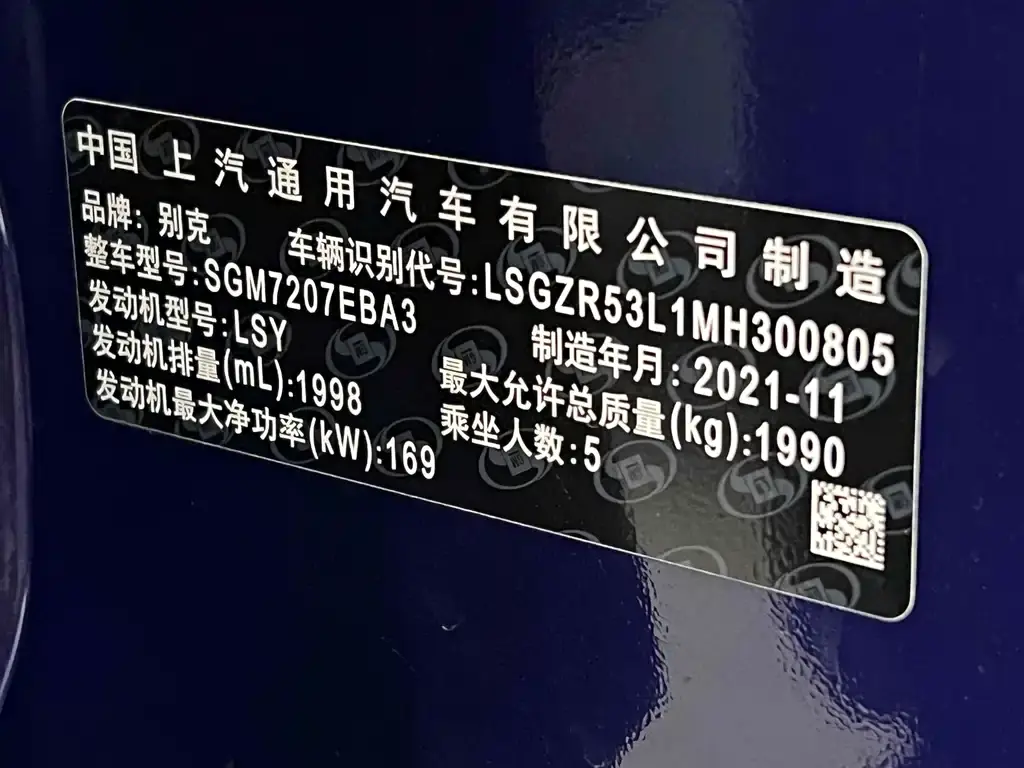 中国上汽通用汽车有限公司制造
品牌：别克 车辆识别代号:LSGZR53L1MH300805
整车型号:SGM7207EBA3 制造年月: 2021-11
发动机型号:LSY 最大允许总质量(kg):1990
发动机排量(mL):1998 乘坐人数:5
发动机最大净功率(kW):169